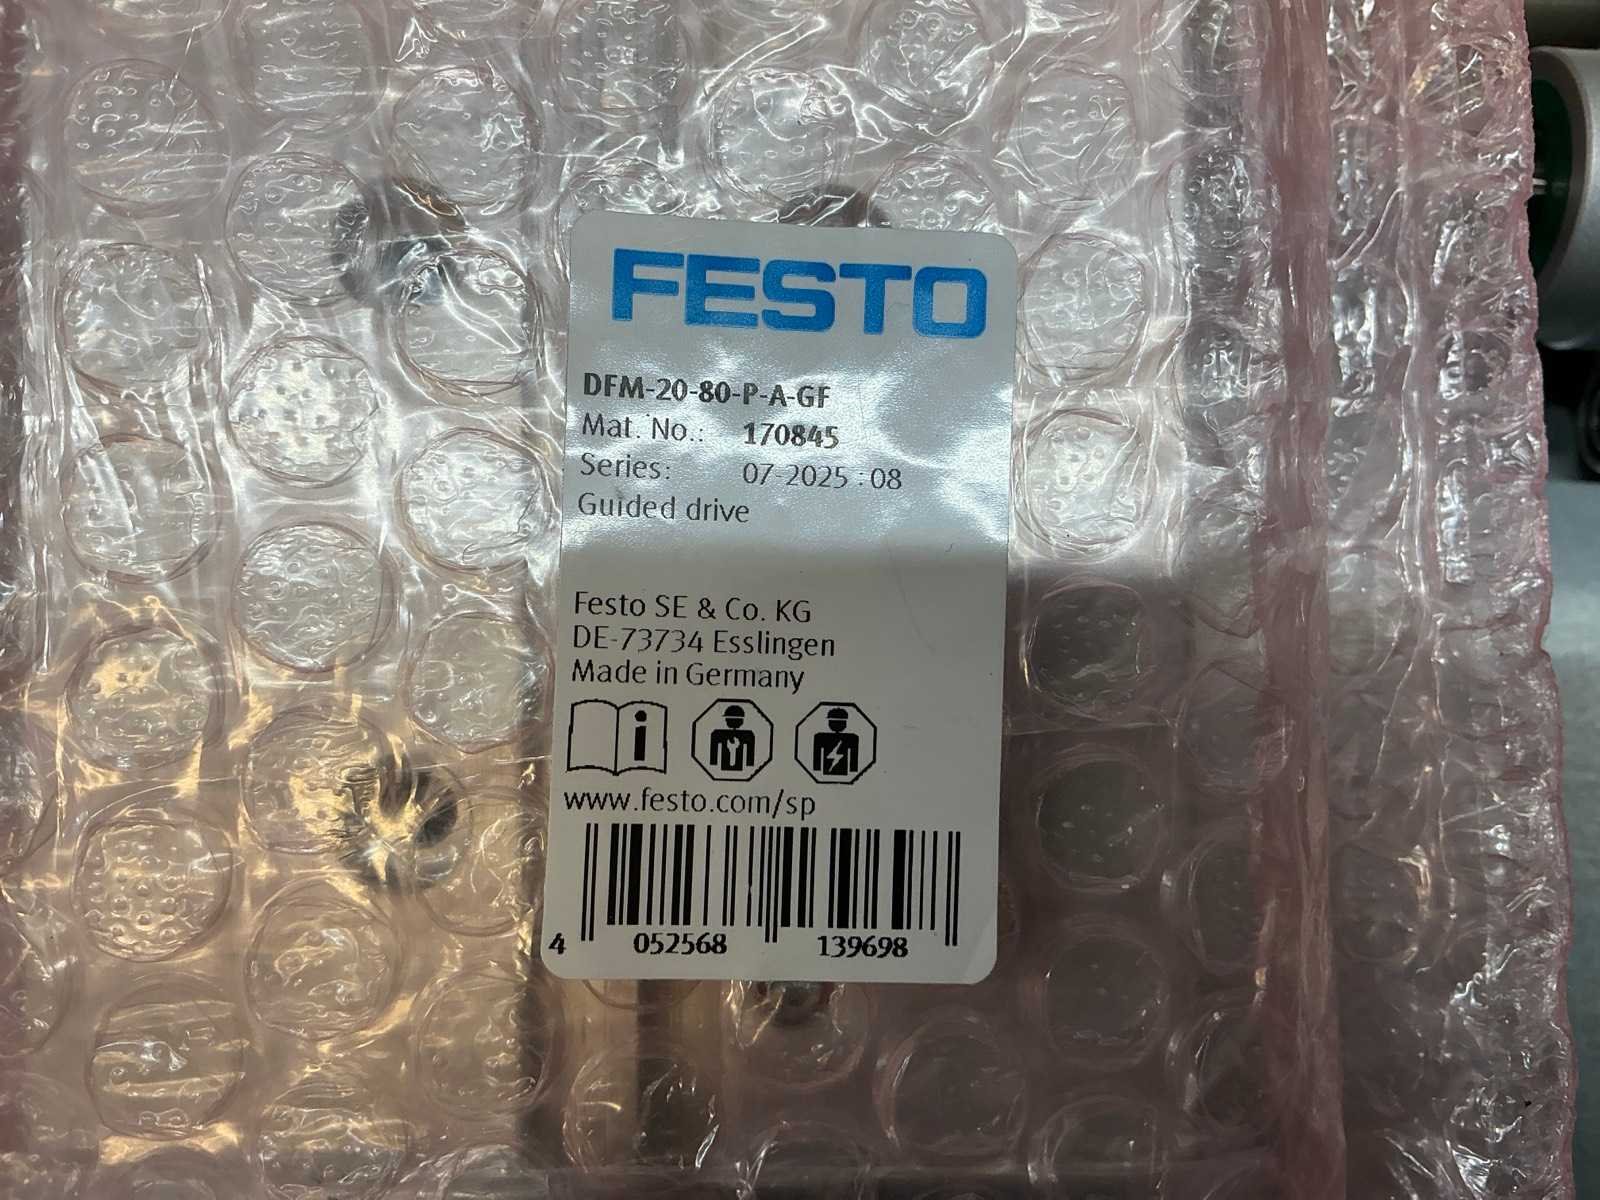 FESTO
DFM-20-80-P-A-GF
Mat. No.: 170845
Series: 07-2025 : 08
Guided drive
Festo SE & Co. KG
DE-73734 Esslingen
Made in Germany
www.festo.com/sp
4 052568 139698